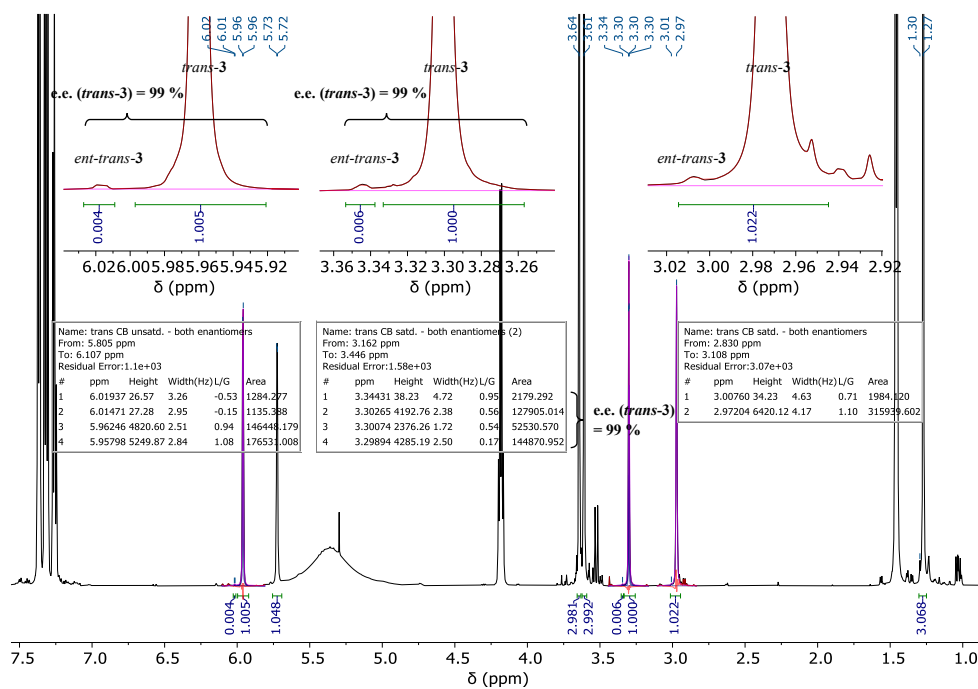 6.02 6.01 5.96 5.96 5.73 5.72 3.64 3.61 3.34 3.30 3.30 3.30 3.01 2.97 1.30 1.27
trans-3
e.e. (trans-3) = 99 %
ent-trans-3
0.004 1.005
6.02 6.00 5.98 5.96 5.94 5.92
δ (ppm)
trans-3
e.e. (trans-3) = 99 %
ent-trans-3
0.006 1.000
3.36 3.34 3.32 3.30 3.28 3.26
δ (ppm)
trans-3
ent-trans-3
1.022
3.02 3.00 2.98 2.96 2.94 2.92
δ (ppm)
Name: trans CB unsatd. - both enantiomers
From: 5.805 ppm
To: 6.107 ppm
Residual Error:1.1e+03
# ppm Height Width(Hz) L/G Area
1 6.01937 26.57 3.26 -0.53 1284.277
2 6.01471 27.28 2.95 -0.15 1135.388
3 5.96246 4820.60 2.51 0.94 146448.179
4 5.95798 5249.87 2.84 1.08 176531.008
Name: trans CB satd. - both enantiomers (2)
From: 3.162 ppm
To: 3.446 ppm
Residual Error:1.58e+03
# ppm Height Width(Hz) L/G Area
1 3.34431 38.23 4.72 0.95 2179.292
2 3.30265 4192.76 2.38 0.56 127905.014
3 3.30074 2376.26 1.72 0.54 52530.570
4 3.29894 4285.19 2.50 0.17 144870.952
e.e. (trans-3)
= 99 %
Name: trans CB satd. - both enantiomers
From: 2.830 ppm
To: 3.108 ppm
Residual Error:3.07e+03
# ppm Height Width(Hz) L/G Area
1 3.00760 34.23 4.63 0.71 1984.120
2 2.97204 6420.12 4.17 1.10 315939.602
0.004 1.005 1.048 2.981 2.992 0.006 1.000 1.022 3.068
7.5 7.0 6.5 6.0 5.5 5.0 4.5 4.0 3.5 3.0 2.5 2.0 1.5 1.0
δ (ppm)